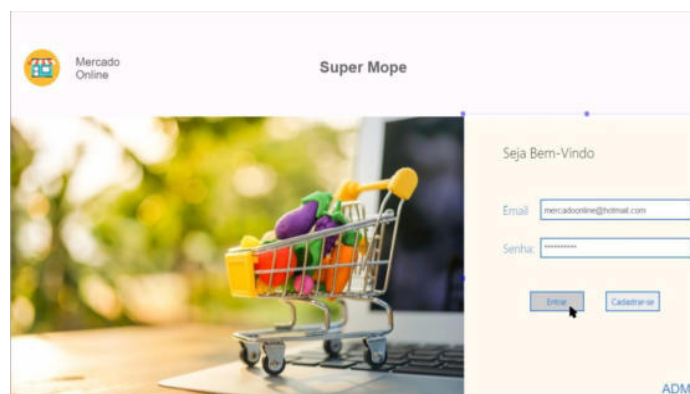 Mercado
Online
Super Mope
Seja Bem-Vindo
Email
mercadoonline@hotmail.com
Senha:
**********
Entrar
Cadastrar-se
ADM